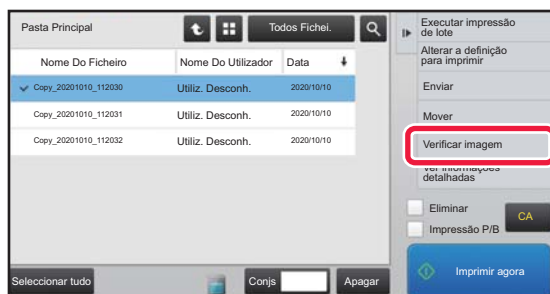 Pasta Principal
Todos Fichei.
Nome Do Ficheiro
Nome Do Utilizador
Data
Copy_20201010_112030
Utiliz. Desconh.
2020/10/10
Copy_20201010_112031
Utiliz. Desconh.
2020/10/10
Copy_20201010_112032
Utiliz. Desconh.
2020/10/10
Seleccionar tudo
Conjs
Apagar
Executar impressão
de lote
Alterar a definição
para imprimir
Enviar
Mover
Verificar imagem
Ver informações
detalhadas
Eliminar
Impressão P/B
CA
Imprimir agora